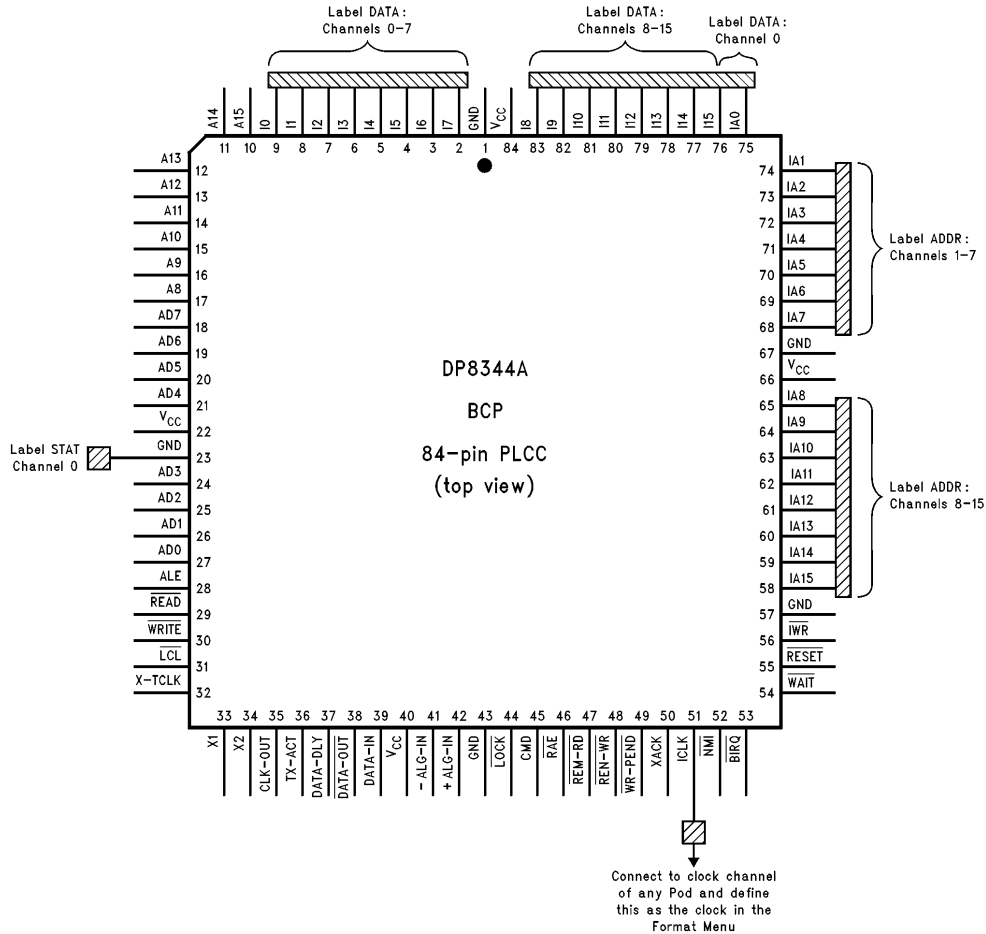 Label DATA:
Channels 0-7
Label DATA:
Channels 8-15
Label DATA:
Channel 0
A14 A15 I0 I1 I2 I3 I4 I5 I6 I7 GND VCC I8 I9 I10 I11 I12 I13 I14 I15 IA0
11 10 9 8 7 6 5 4 3 2 1 84 83 82 81 80 79 78 77 76 75
A13 12
A12 13
A11 14
A10 15
A9 16
A8 17
AD7 18
AD6 19
AD5 20
AD4 21
VCC 22
GND 23
AD3 24
AD2 25
AD1 26
AD0 27
ALE 28
READ 29
WRITE 30
LCL 31
X-TCLK 32
Label STAT
Channel 0
DP8344A
BCP
84-pin PLCC
(top view)
74 IA1
73 IA2
72 IA3
71 IA4
70 IA5
69 IA6
68 IA7
67 GND
66 VCC
65 IA8
64 IA9
63 IA10
62 IA11
61 IA12
60 IA13
59 IA14
58 IA15
57 GND
56 IWR
55 RESET
54 WAIT
Label ADDR:
Channels 1-7
Label ADDR:
Channels 8-15
33 34 35 36 37 38 39 40 41 42 43 44 45 46 47 48 49 50 51 52 53
X1 X2 CLK-OUT TX-ACT DATA-DLY DATA-OUT DATA-IN VCC - ALG-IN + ALG-IN GND LOCK CMD RAE REM-RD REN-WR WR-PEND XACK ICLK NMI BIRQ
Connect to clock channel
of any Pod and define
this as the clock in the
Format Menu